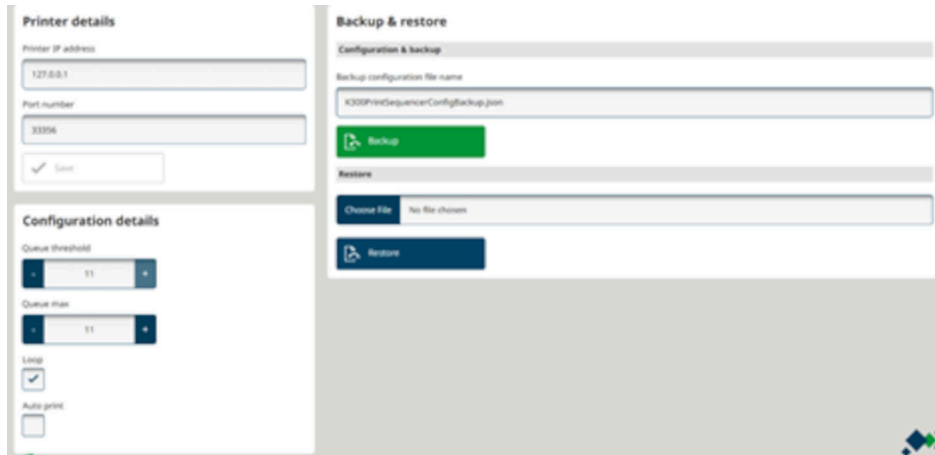 Printer details
Printer IP address
127.0.0.1
Port number
33356
Save
Configuration details
Queue threshold
- 11 +
Queue max
- 11 +
Loop
Auto print
Backup & restore
Configuration & backup
Backup configuration file name
K300PrintSequencerConfigBackup.json
Backup
Restore
Choose File No file chosen
Restore